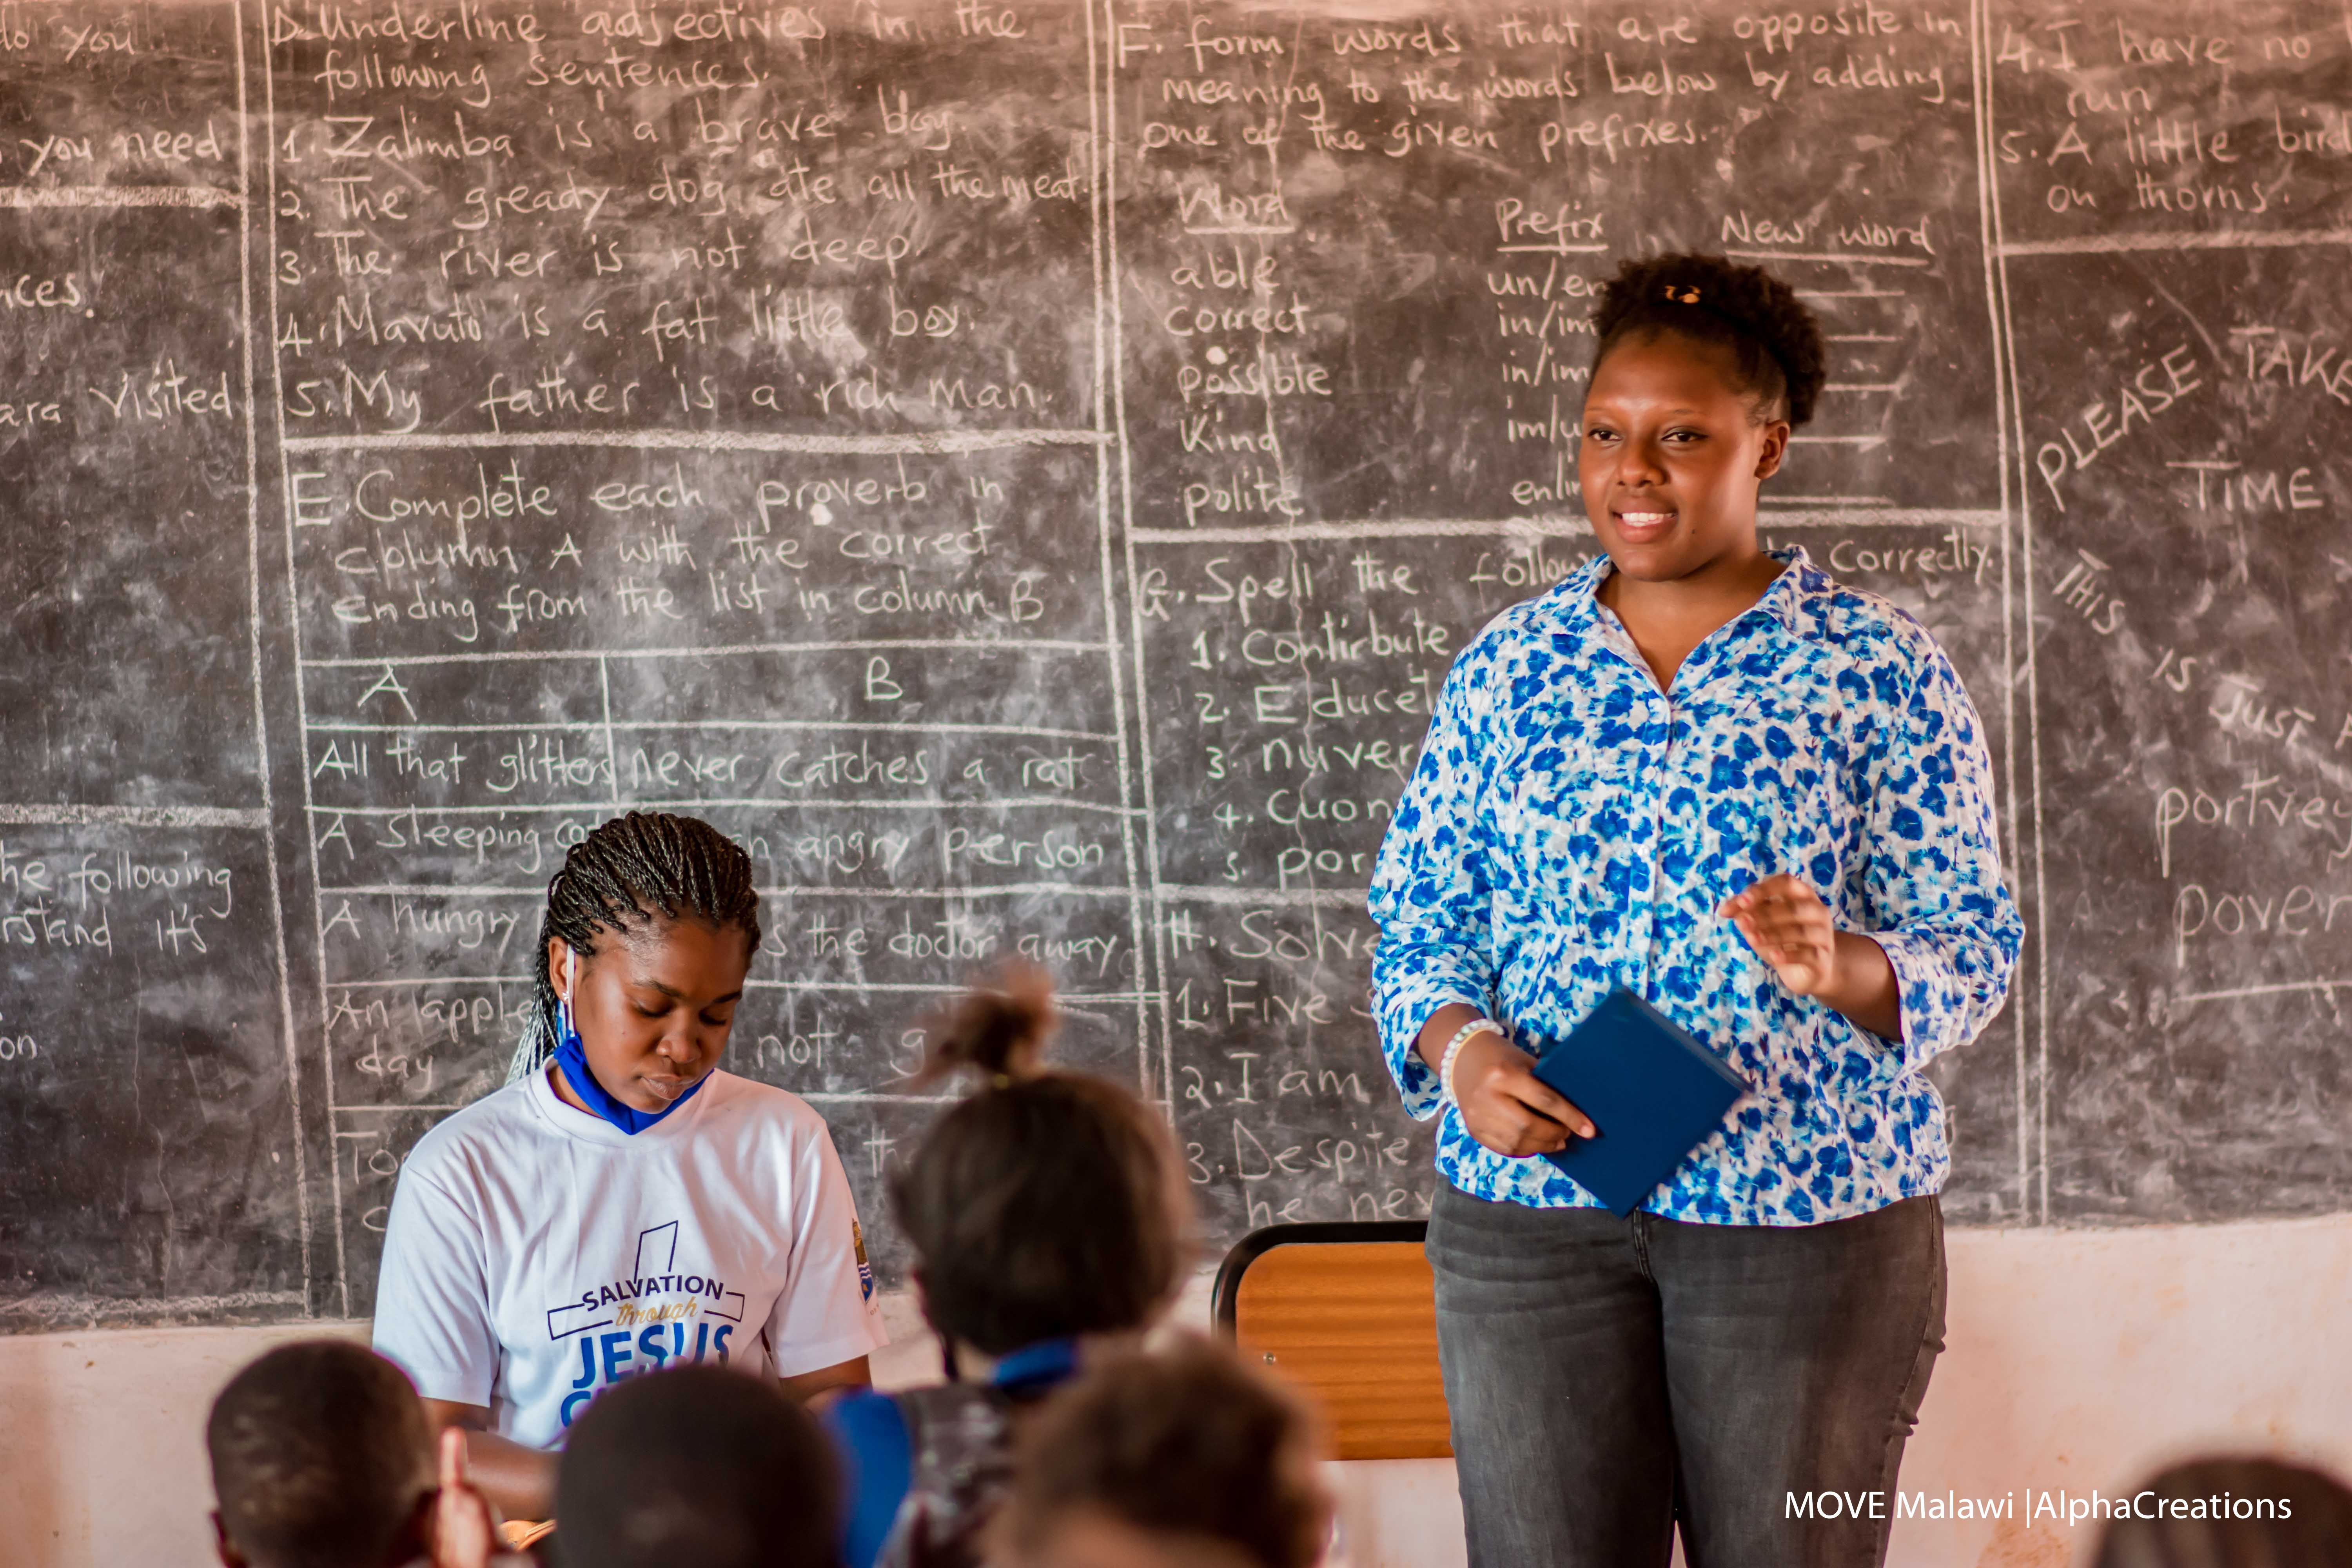 do you
you need
ara visited
he following
rstand it's
on
D. Underline adjectives in the
following sentences.
1. Zalimba is a brave boy.
2. The gready dog ate all the meat.
3. The river is not deep.
4. Mavuto is a fat little boy.
5. My father is a rich man.
E. Complete each proverb in
column A with the correct
ending from the list in column B
A B
All that glitters never catches a rat
A sleeping an angry person
A hungry the doctor away
An apple
day not
F. form words that are opposite in
meaning to the words below by adding
one of the given prefixes.
Word Prefix New word
able un/en
correct in/im
possible in/im
kind im/u
polite
G. Spell the follow correctly.
1. Contirbute
2. Educet
3. nuver
4. Cuon
5. por
H. Solve
1. Five
2. I am
3. Despite
he nev
4. I have no
run
5. A little bird
on thorns.
PLEASE TAKE
TIME
THIS
IS JUST
portve
pover
SALVATION
through
JESUS
MOVE Malawi |AlphaCreations